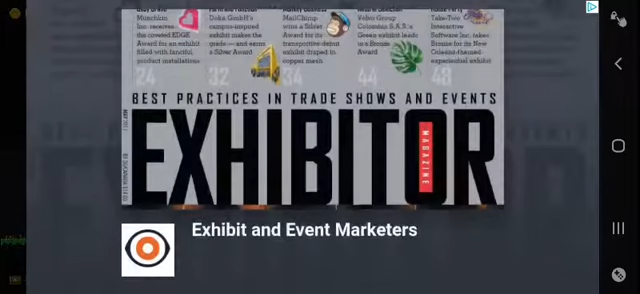 Munchkin
Inc. receives
the coveted EDGE
Award for an exhibit
filled with fanciful
product installations
24
Doka GmbH's
campus-inspired
exhibit makes the
grade — and earns
a Silver Award
32
MailChimp
wins a Silver
Award for its
transparitive debut
exhibit draped in
copper mesh
34
Vober Group
Colombia S.A.S.'s
Green exhibit leads
to a Bronze
Award
44
Take-Two
Interactive
Software Inc. takes
Bronze for its New
Orleans-themed
exhibit
48
BEST PRACTICES IN TRADE SHOWS AND EVENTS
EXHIBITOR
MAGAZINE
Exhibit and Event Marketers